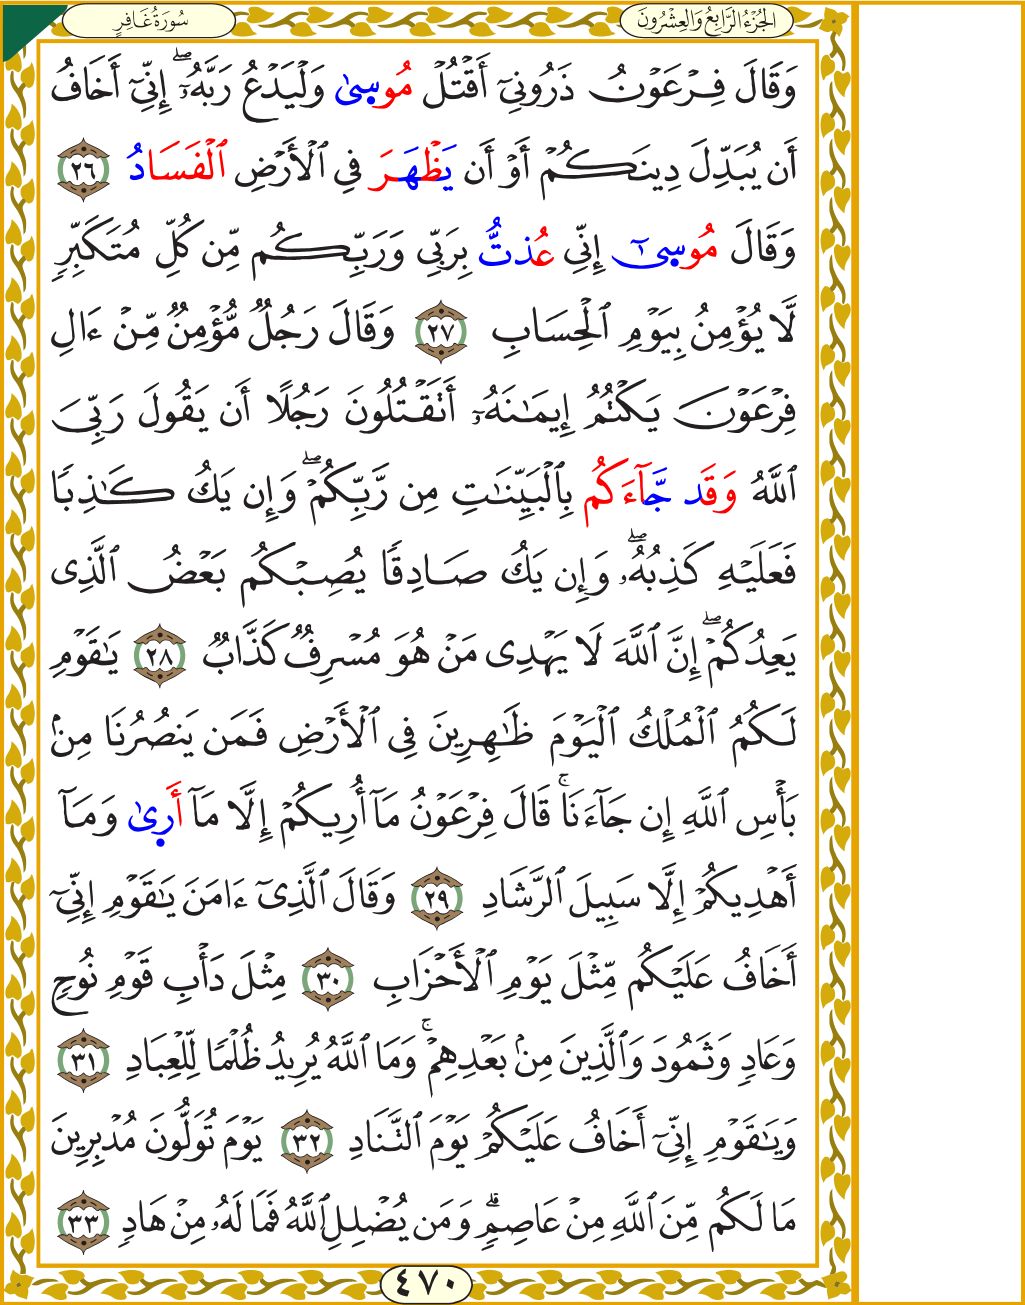 الجُزْءُ الرَّابِعُ وَالعِشْرُونَ
سُورَةُ غَافِرٍ
وَقَالَ فِرْعَوْنُ ذَرُونِيٓ أَقْتُلْ مُوسِىٰ وَلْيَدْعُ رَبَّهُۥٓۖ إِنِّيٓ أَخَافُ
أَن يُبَدِّلَ دِينَكُمْ أَوْ أَن يَظْهَرَ فِي ٱلْأَرْضِ ٱلْفَسَادُ ٢٦
وَقَالَ مُوسِىٓ إِنِّي عُذتُّ بِرَبِّي وَرَبِّكُم مِّن كُلِّ مُتَكَبِّرٍ
لَّا يُؤْمِنُ بِيَوْمِ ٱلْحِسَابِ ٢٧ وَقَالَ رَجُلٌ مُّؤْمِنٌ مِّنْ ءَالِ
فِرْعَوْنَ يَكْتُمُ إِيمَٰنَهُۥٓ أَتَقْتُلُونَ رَجُلًا أَن يَقُولَ رَبِّيَ
ٱللَّهُ وَقَد جَّآءَكُم بِٱلْبَيِّنَٰتِ مِن رَّبِّكُمْۖ وَإِن يَكُ كَٰذِبًا
فَعَلَيْهِ كَذِبُهُۥۖ وَإِن يَكُ صَادِقًا يُصِبْكُم بَعْضُ ٱلَّذِي
يَعِدُكُمْۖ إِنَّ ٱللَّهَ لَا يَهْدِي مَنْ هُوَ مُسْرِفٌ كَذَّابٌ ٢٨ يَٰقَوْمِ
لَكُمُ ٱلْمُلْكُ ٱلْيَوْمَ ظَٰهِرِينَ فِي ٱلْأَرْضِ فَمَن يَنصُرُنَا مِنۢ
بَأْسِ ٱللَّهِ إِن جَآءَنَاۚ قَالَ فِرْعَوْنُ مَآ أُرِيكُمْ إِلَّا مَآ أَرِىٰ وَمَآ
أَهْدِيكُمْ إِلَّا سَبِيلَ ٱلرَّشَادِ ٢٩ وَقَالَ ٱلَّذِيٓ ءَامَنَ يَٰقَوْمِ إِنِّيٓ
أَخَافُ عَلَيْكُم مِّثْلَ يَوْمِ ٱلْأَحْزَابِ ٣٠ مِثْلَ دَأْبِ قَوْمِ نُوحٍ
وَعَادٍ وَثَمُودَ وَٱلَّذِينَ مِنۢ بَعْدِهِمْۚ وَمَا ٱللَّهُ يُرِيدُ ظُلْمًا لِّلْعِبَادِ ٣١
وَيَٰقَوْمِ إِنِّيٓ أَخَافُ عَلَيْكُمْ يَوْمَ ٱلتَّنَادِ ٣٢ يَوْمَ تُوَلُّونَ مُدْبِرِينَ
مَا لَكُم مِّنَ ٱللَّهِ مِنْ عَاصِمٍۗ وَمَن يُضْلِلِ ٱللَّهُ فَمَا لَهُۥ مِنْ هَادٍ ٣٣
٤٧٠